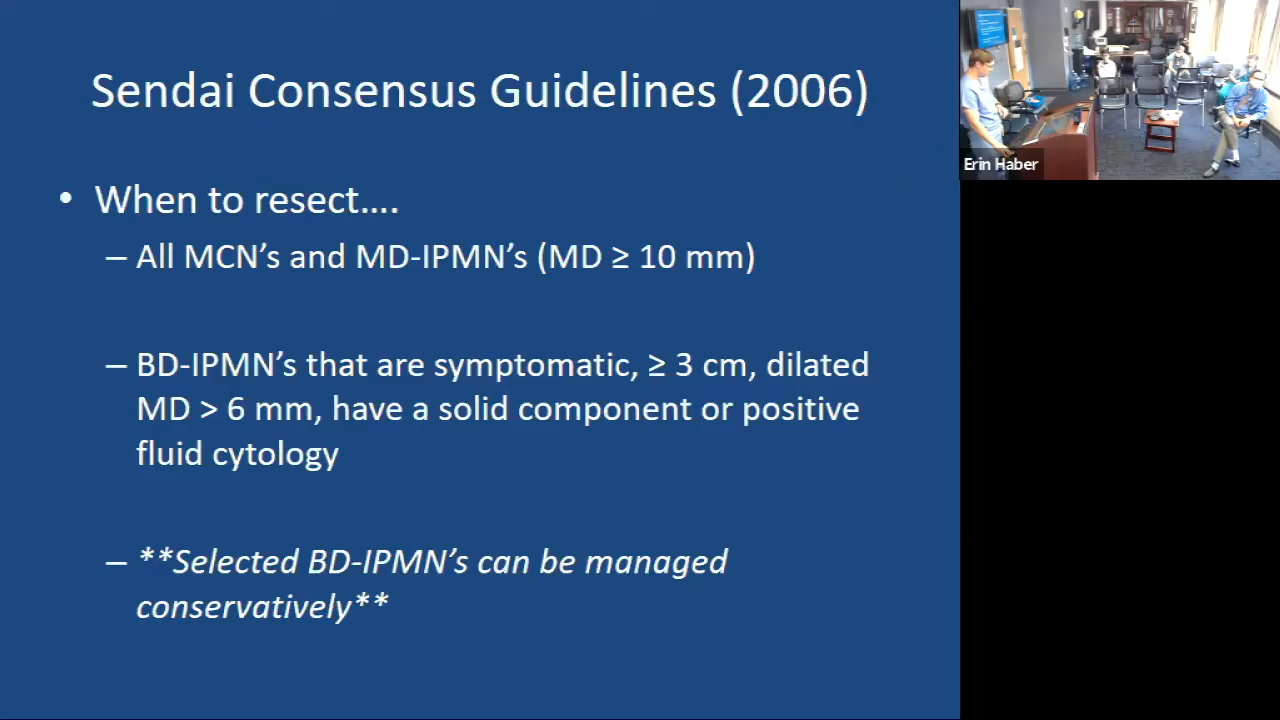 Sendai Consensus Guidelines (2006)
• When to resect....
– All MCN's and MD-IPMN's (MD ≥ 10 mm)
– BD-IPMN's that are symptomatic, ≥ 3 cm, dilated
MD > 6 mm, have a solid component or positive
fluid cytology
– **Selected BD-IPMN's can be managed
conservatively**
Erin Haber